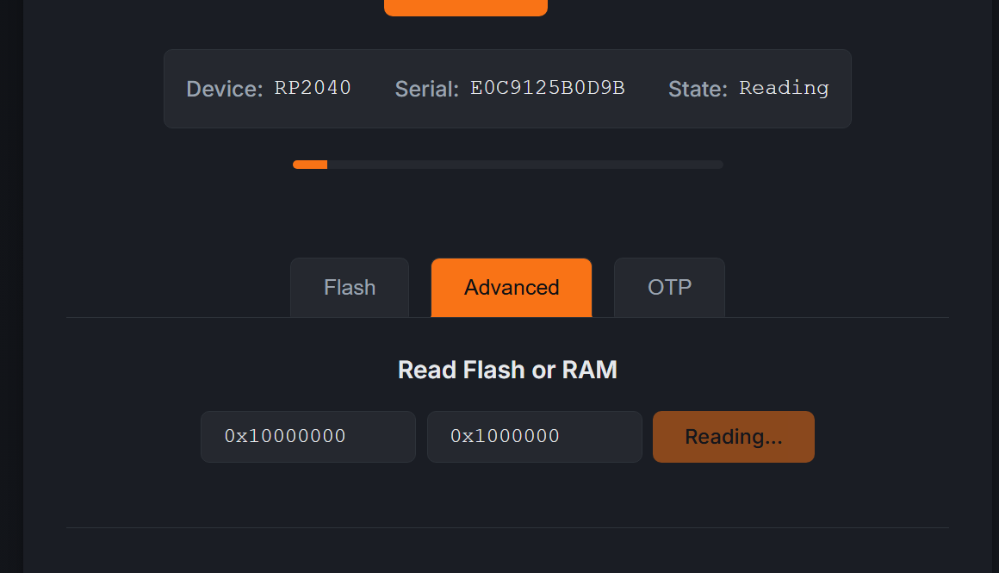 Device: RP2040 Serial: E0C9125B0D9B State: Reading
Flash Advanced OTP
Read Flash or RAM
0x10000000 0x1000000 Reading...